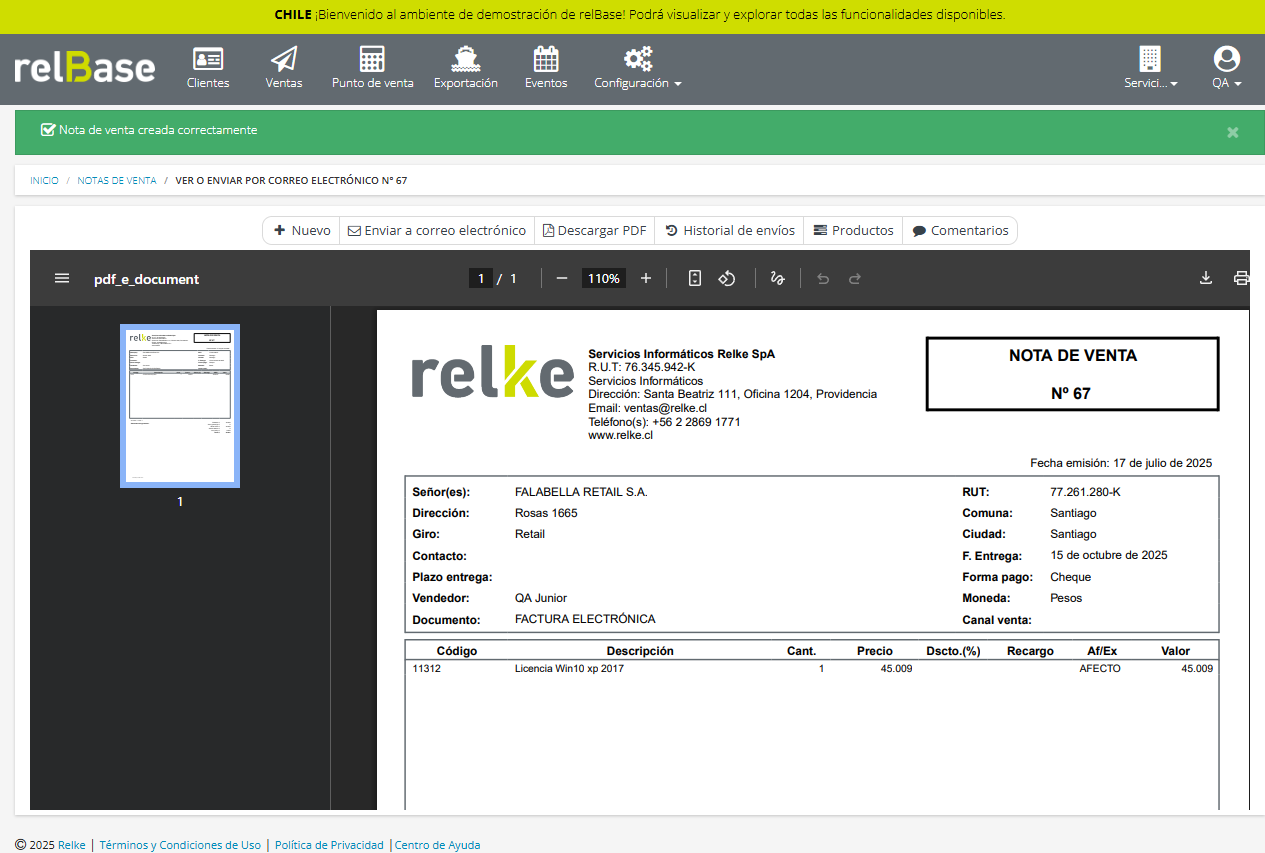 CHILE ¡Bienvenido al ambiente de demostración de relBase! Podrá visualizar y explorar todas las funcionalidades disponibles.
relBase
Clientes Ventas Punto de venta Exportación Eventos Configuración Servici... QA
Nota de venta creada correctamente
INICIO / NOTAS DE VENTA / VER O ENVIAR POR CORREO ELECTRÓNICO Nº 67
Nuevo Enviar a correo electrónico Descargar PDF Historial de envíos Productos Comentarios
pdf_e_document 1 / 1 110%
1
relke
Servicios Informáticos Relke SpA
R.U.T: 76.345.942-K
Servicios Informáticos
Dirección: Santa Beatriz 111, Oficina 1204, Providencia
Email: ventas@relke.cl
Teléfono(s): +56 2 2869 1771
www.relke.cl
NOTA DE VENTA
Nº 67
Fecha emisión: 17 de julio de 2025
Señor(es): FALABELLA RETAIL S.A. RUT: 77.261.280-K
Dirección: Rosas 1665 Comuna: Santiago
Giro: Retail Ciudad: Santiago
Contacto: F. Entrega: 15 de octubre de 2025
Plazo entrega: Forma pago: Cheque
Vendedor: QA Junior Moneda: Pesos
Documento: FACTURA ELECTRÓNICA Canal venta:
Código Descripción Cant. Precio Dscto.(%) Recargo Af/Ex Valor
11312 Licencia Win10 xp 2017 1 45.009 AFECTO 45.009
© 2025 Relke | Términos y Condiciones de Uso | Política de Privacidad | Centro de Ayuda